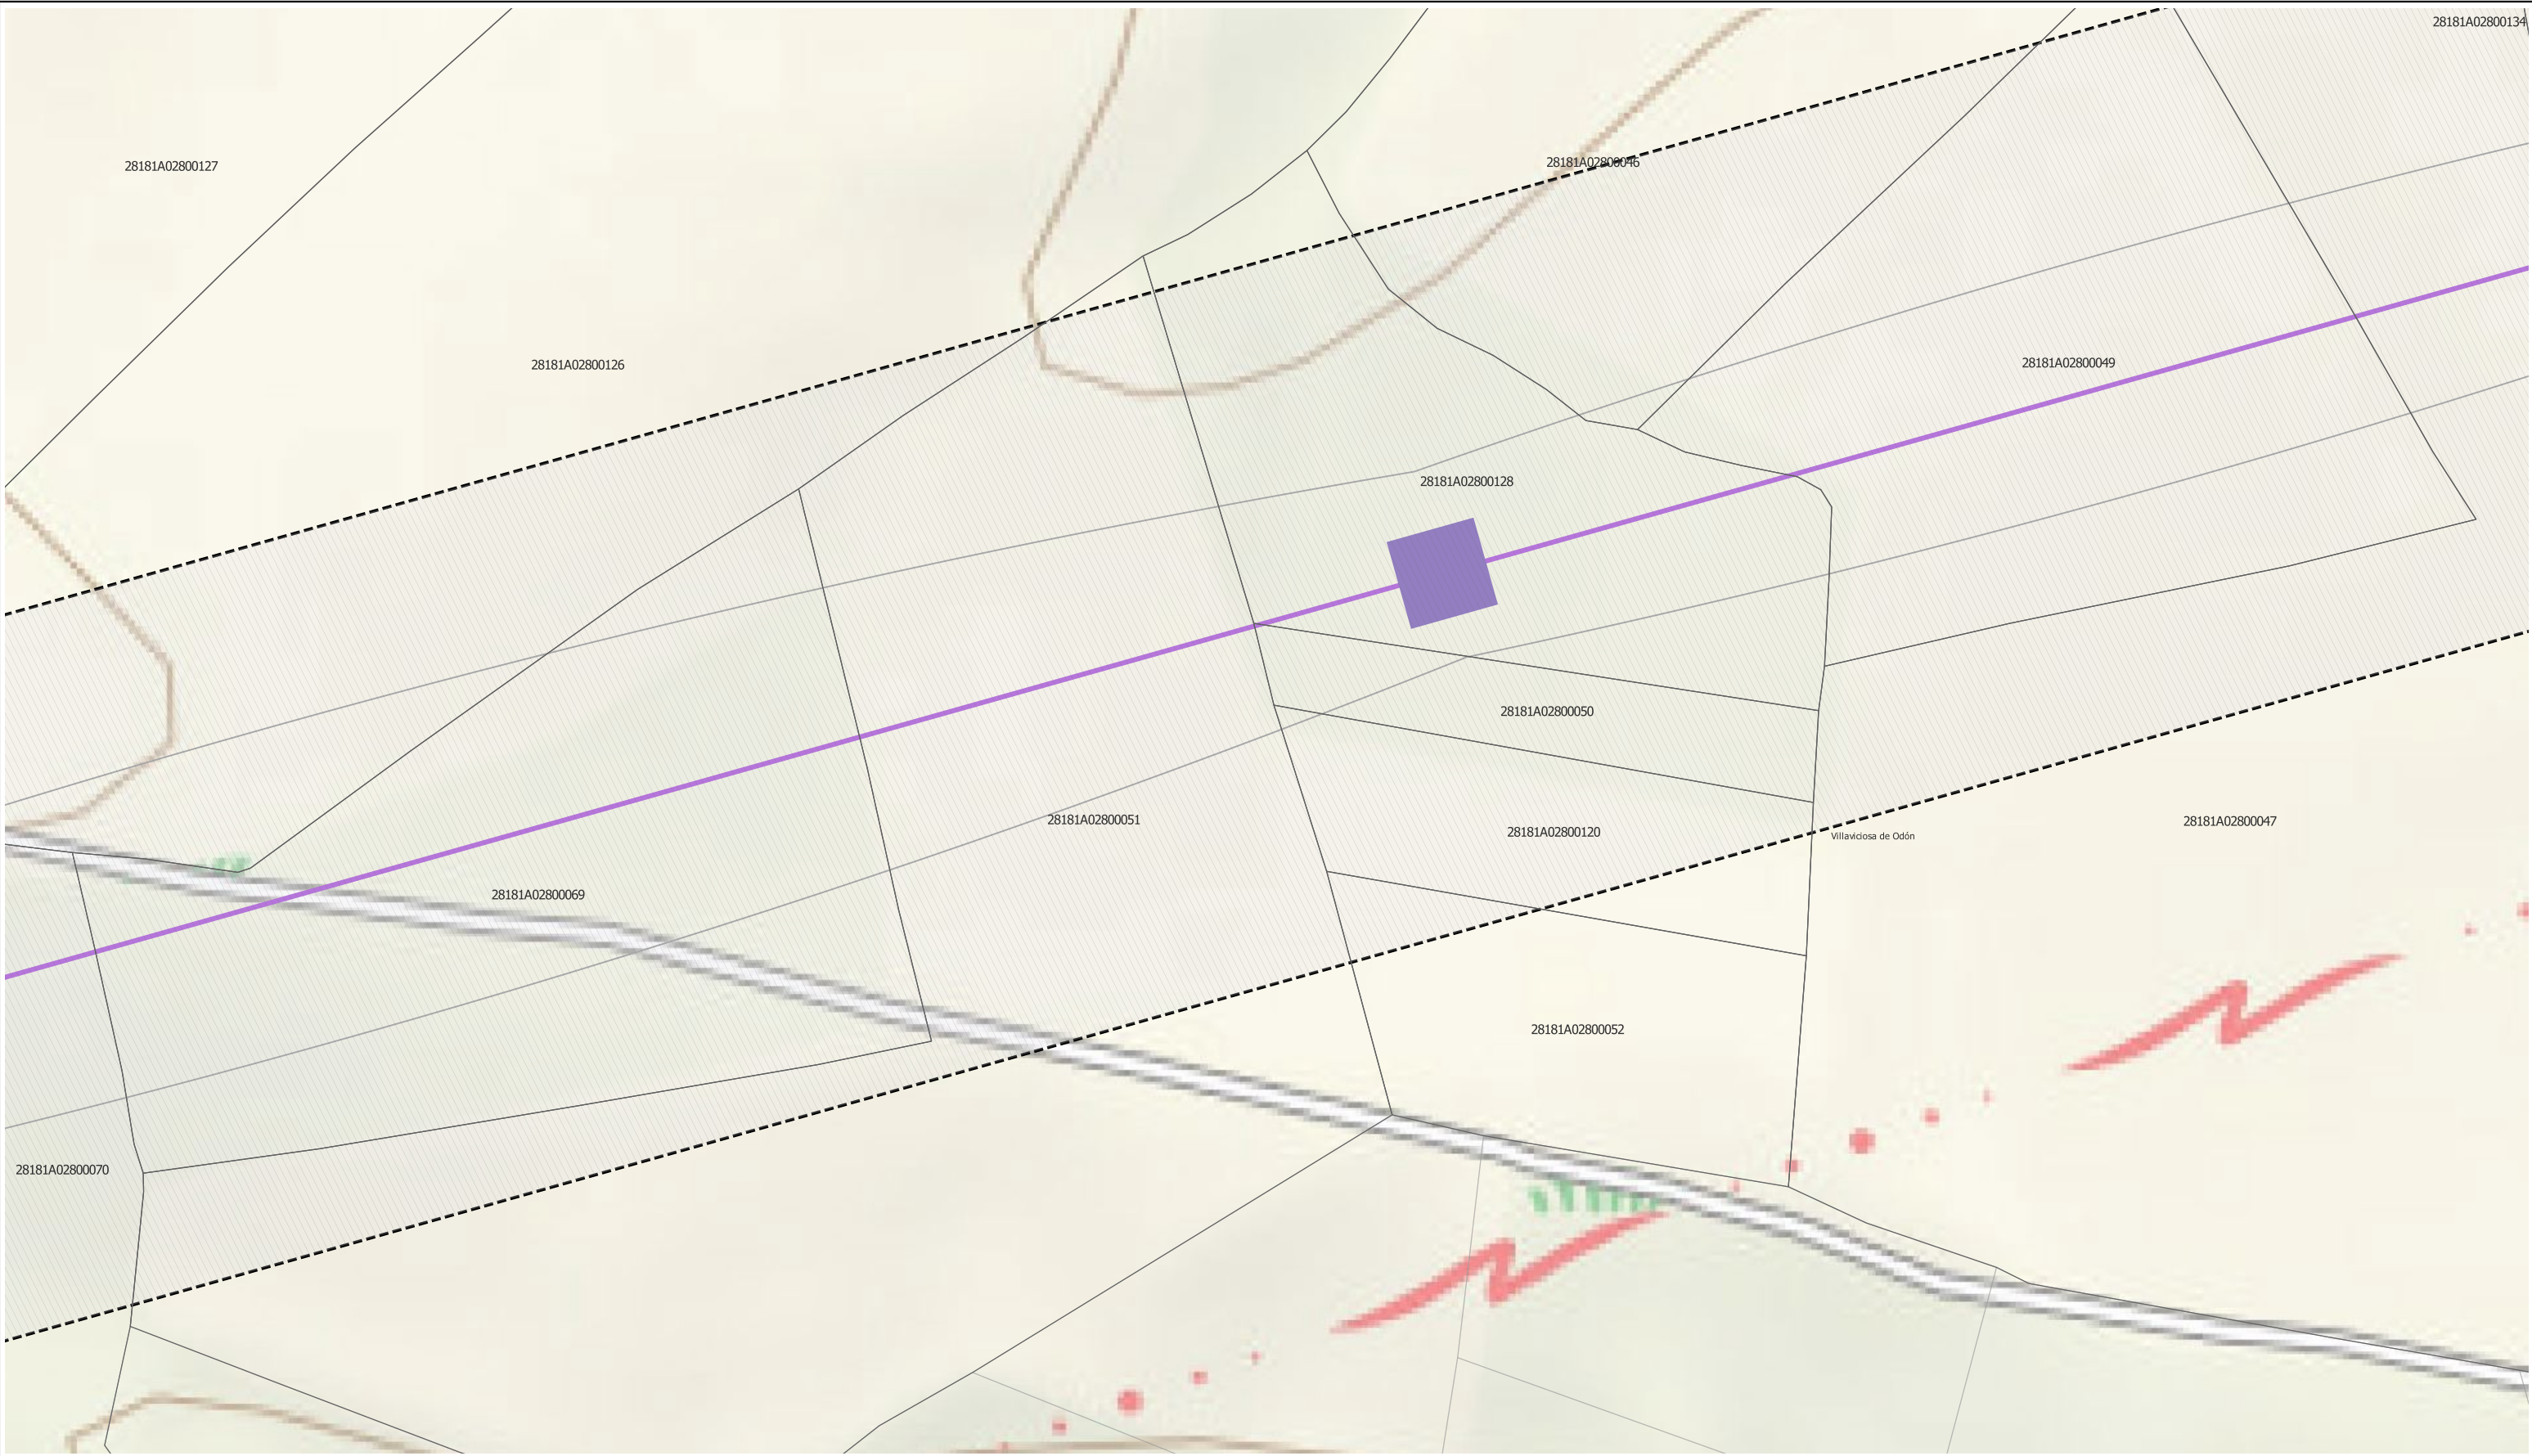 28181A02800134
28181A02800127
28181A02800046
28181A02800126
28181A02800049
28181A02800128
28181A02800050
28181A02800051
28181A02800120
Villaviciosa de Odón
28181A02800047
28181A02800069
28181A02800052
28181A02800070